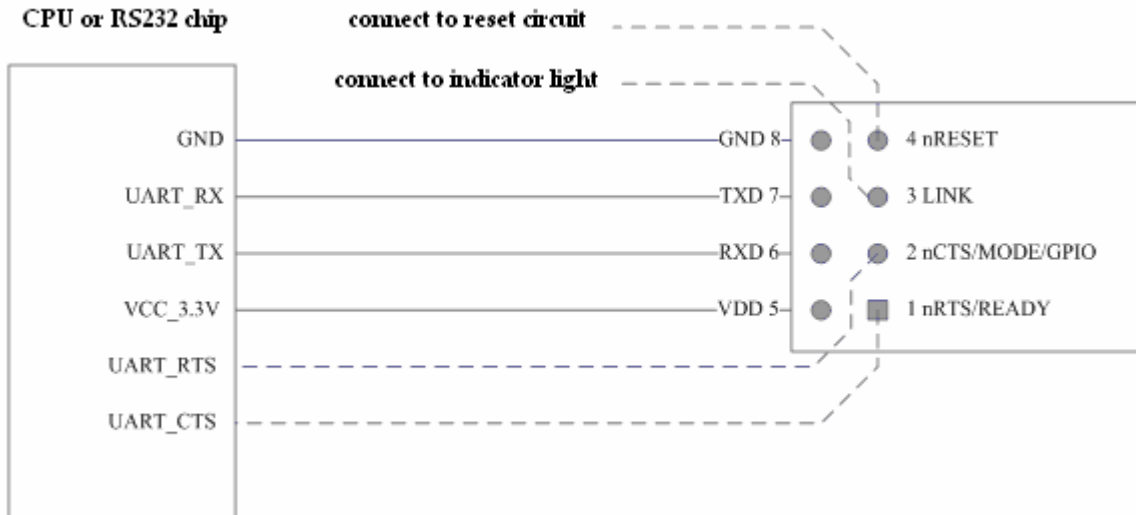 CPU or RS232 chip
connect to reset circuit
connect to indicator light
GND
GND 8
4 nRESET
UART_RX
TXD 7
3 LINK
UART_TX
RXD 6
2 nCTS/MODE/GPIO
VCC_3.3V
VDD 5
1 nRTS/READY
UART_RTS
UART_CTS